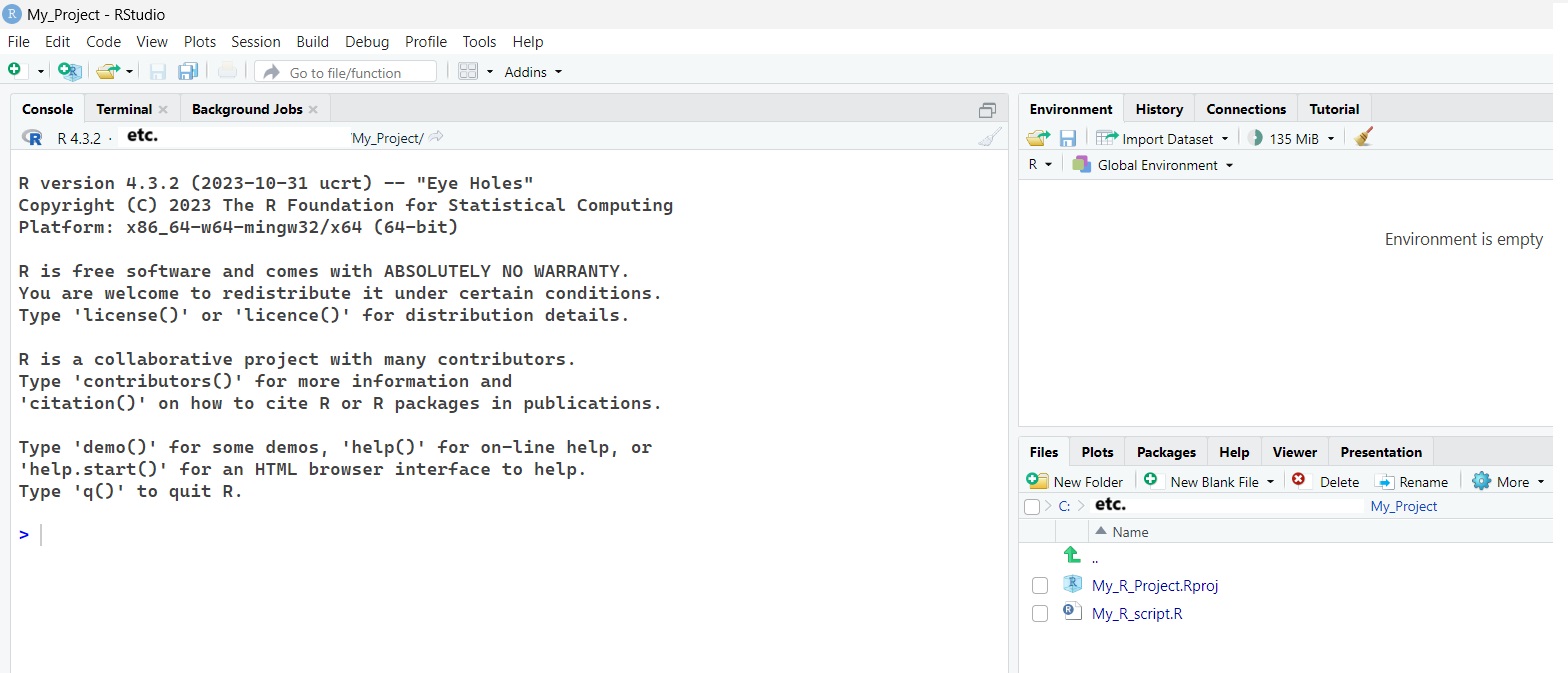 My_Project - RStudio
File Edit Code View Plots Session Build Debug Profile Tools Help
Go to file/function Addins
Console Terminal Background Jobs
R 4.3.2 · etc. /My_Project/
R version 4.3.2 (2023-10-31 ucrt) -- "Eye Holes"
Copyright (C) 2023 The R Foundation for Statistical Computing
Platform: x86_64-w64-mingw32/x64 (64-bit)
R is free software and comes with ABSOLUTELY NO WARRANTY.
You are welcome to redistribute it under certain conditions.
Type 'license()' or 'licence()' for distribution details.
R is a collaborative project with many contributors.
Type 'contributors()' for more information and
'citation()' on how to cite R or R packages in publications.
Type 'demo()' for some demos, 'help()' for on-line help, or
'help.start()' for an HTML browser interface to help.
Type 'q()' to quit R.
>
Environment History Connections Tutorial
Import Dataset 135 MiB
R Global Environment
Environment is empty
Files Plots Packages Help Viewer Presentation
New Folder New Blank File Delete Rename More
C: etc. My_Project
Name
..
My_R_Project.Rproj
My_R_script.R